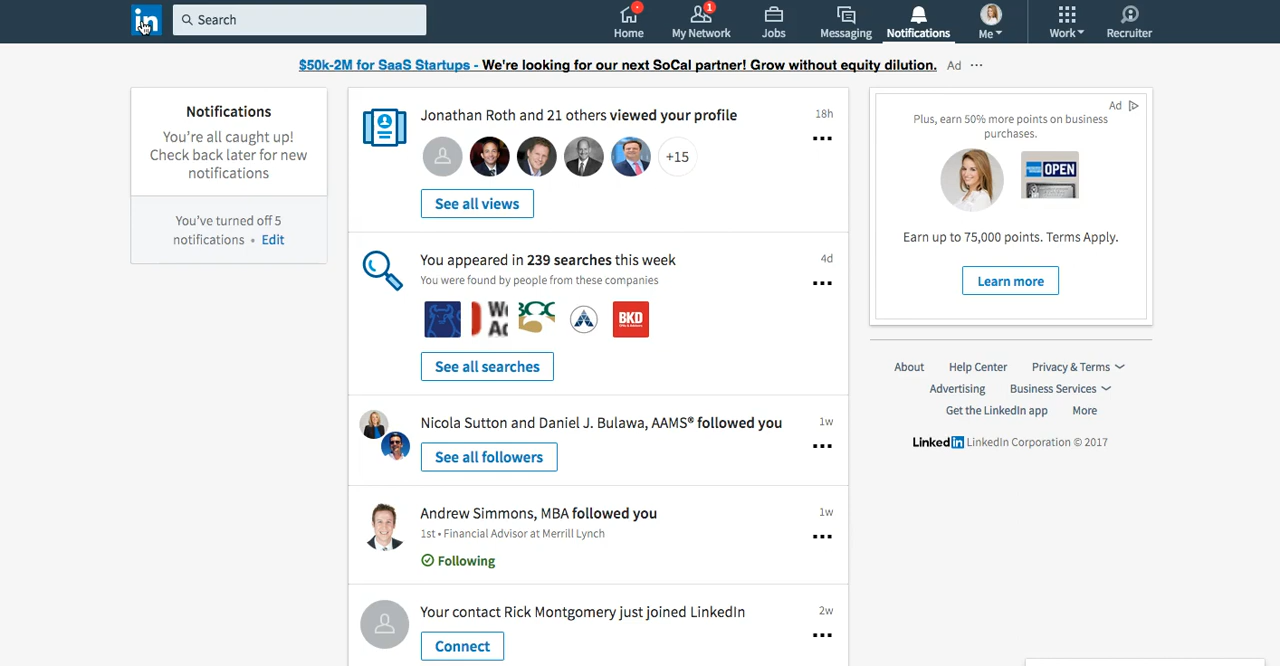 in
Search
Home
My Network
1
Jobs
Messaging
Notifications
Me
Work
Recruiter
$50k-2M for SaaS Startups - We're looking for our next SoCal partner! Grow without equity dilution. Ad ...
Notifications
You're all caught up!
Check back later for new
notifications
You've turned off 5
notifications • Edit
Jonathan Roth and 21 others viewed your profile
18h
+15
See all views
You appeared in 239 searches this week
4d
You were found by people from these companies
BKD
See all searches
Nicola Sutton and Daniel J. Bulawa, AAMS® followed you
1w
See all followers
Andrew Simmons, MBA followed you
1w
1st • Financial Advisor at Merrill Lynch
Following
Your contact Rick Montgomery just joined LinkedIn
2w
Connect
Ad
Plus, earn 50% more points on business
purchases.
OPEN
Earn up to 75,000 points. Terms Apply.
Learn more
About Help Center Privacy & Terms
Advertising Business Services
Get the LinkedIn app More
Linked in LinkedIn Corporation © 2017